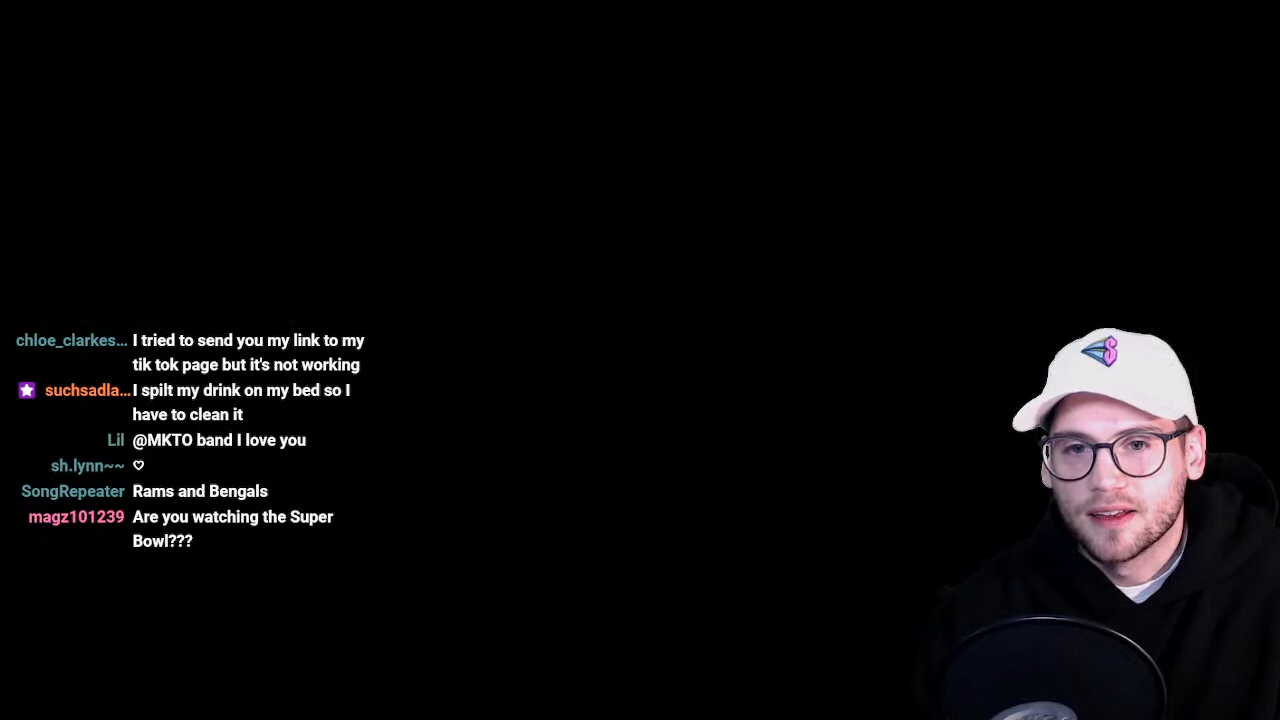 chloe_clarkes... I tried to send you my link to my
tik tok page but it's not working
suchsadla... I spilt my drink on my bed so I
have to clean it
Lil @MKTO band I love you
sh.lynn~~ ♡
SongRepeater Rams and Bengals
magz101239 Are you watching the Super
Bowl???
S